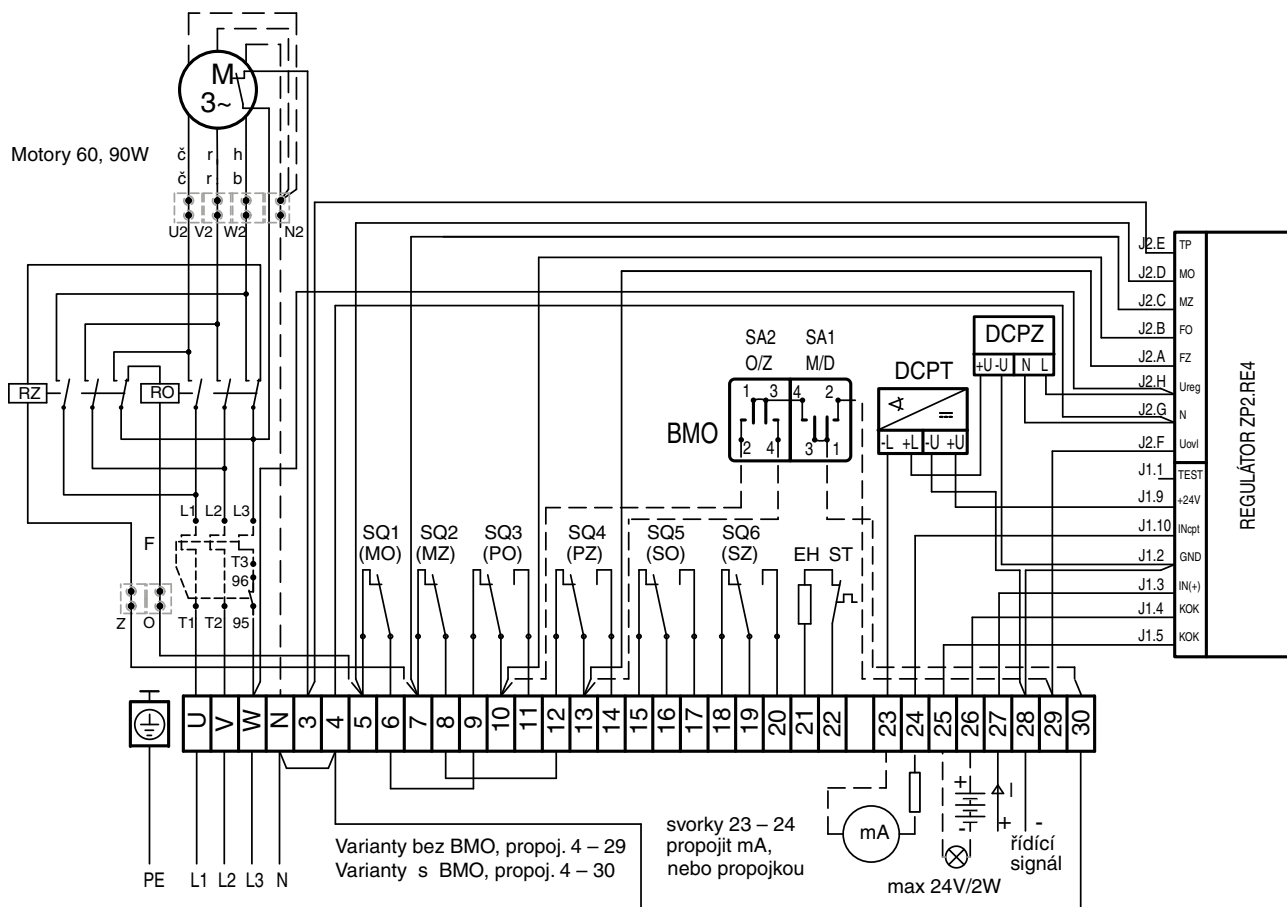 M
3~
Motory 60, 90W
č r h
č r b
U2 V2 W2 N2
J2.E TP
J2.D MO
J2.C MZ
J2.B FO
J2.A FZ
J2.H Ureg
J2.G N
J2.F Uovl
J1.1 TEST
J1.9 +24V
J1.10 INcpt
J1.2 GND
J1.3 IN(+)
J1.4 KOK
J1.5 KOK
REGULÁTOR ZP2.RE4
DCPZ
+U -U N L
DCPT
-L +L -U +U
SA2 SA1
O/Z M/D
BMO
1 3 4 2
2 4 3 1
RZ RO
L1 L2 L3
F
T3
96
Z O T1 T2 95
SQ1 (MO)
SQ2 (MZ)
SQ3 (PO)
SQ4 (PZ)
SQ5 (SO)
SQ6 (SZ)
EH ST
U V W N 3 4 5 6 7 8 9 10 11 12 13 14 15 16 17 18 19 20 21 22 23 24 25 26 27 28 29 30
PE L1 L2 L3 N
Varianty bez BMO, propoj. 4 – 29
Varianty s BMO, propoj. 4 – 30
svorky 23 – 24
propojit mA,
nebo propojkou
mA
+ -
I
+ -
řídící
signál
max 24V/2W